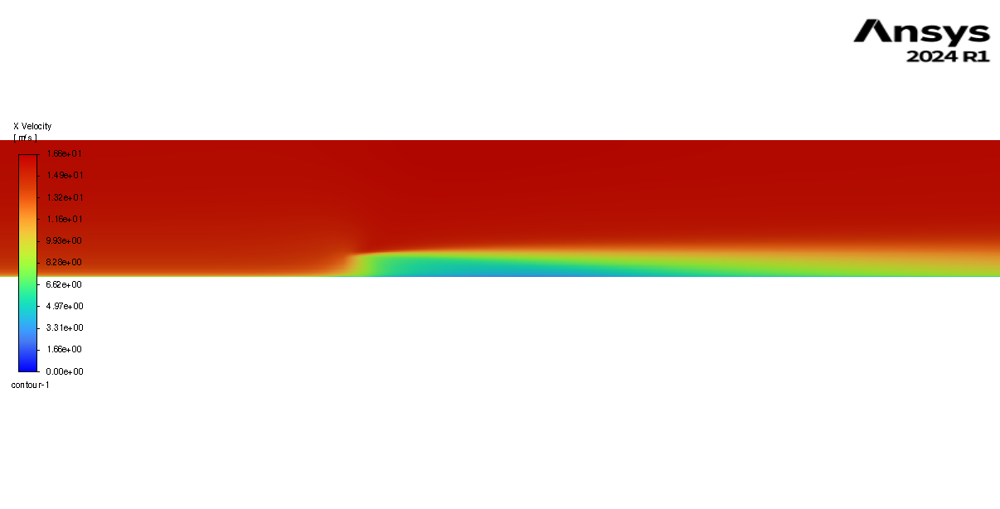 Ansys
2024 R1
X Velocity
[ m/s ]
1.66e+01
1.49e+01
1.32e+01
1.16e+01
9.93e+00
8.28e+00
6.62e+00
4.97e+00
3.31e+00
1.66e+00
0.00e+00
contour-1